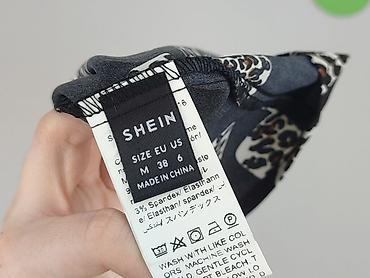 SHEIN
SIZE EU US
M 38 6
MADE IN CHINA
3% Spandex/ Elasthann
e/ Elasthan/ spandex/
スパンデックス/
WASH WITH LIKE COL
ORS MACHINE WASH
GENTLE CYCL
BLEACH T